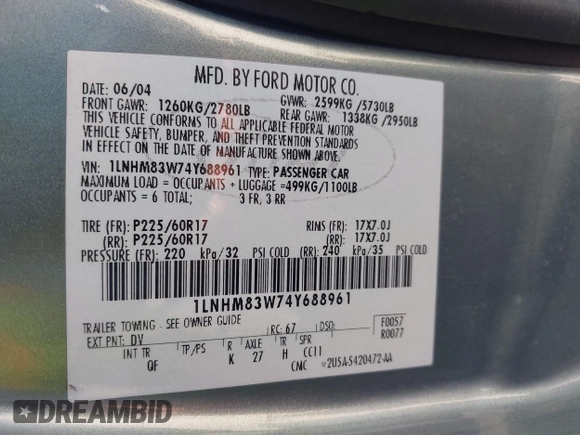 MFD. BY FORD MOTOR CO.
DATE: 06/04 GVWR: 2599KG /5730LB
FRONT GAWR: 1260KG/2780LB REAR GAWR: 1338KG/2950LB
THIS VEHICLE CONFORMS TO ALL APPLICABLE FEDERAL MOTOR
VEHICLE SAFETY, BUMPER, AND THEFT PREVENTION STANDARDS
IN EFFECT ON THE DATE OF MANUFACTURE SHOWN ABOVE.
VIN: 1LNHM83W74Y688961 TYPE: PASSENGER CAR
MAXIMUM LOAD = OCCUPANTS + LUGGAGE =499KG/1100LB
OCCUPANTS = 6 TOTAL; 3 FR, 3 RR
TIRE (FR): P225/60R17 RIMS (FR): 17X7.0J
(RR): P225/60R17 (RR): 17X7.0J
PRESSURE (FR): 220 kPa/32 PSI COLD (RR): 240 kPa/35 PSI COLD
1LNHM83W74Y688961
TRAILER TOWING - SEE OWNER GUIDE
EXT PNT: DV RC: 67 DSO: F0057
R0077
INT TR TP/PS R AXLE TR SPR
QF K 27 H CC11
CMC 2U5A-5420472-AA
DREAMBID